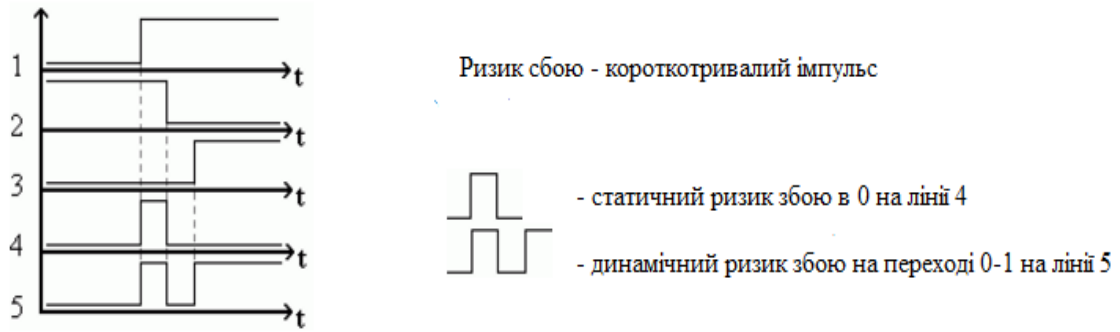 1
t
2
t
3
t
4
t
5
t
Ризик сбою - короткотривалий імпульс
- статичний ризик збою в 0 на лінії 4
- динамічний ризик збою на переході 0-1 на лінії 5